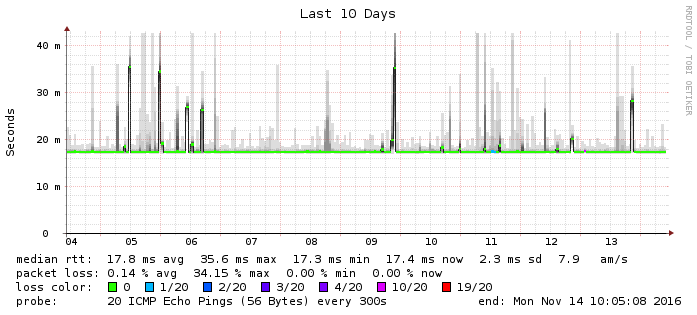 Last 10 Days
RRDTOOL / TOBI OETIKER
Seconds
40 m
30 m
20 m
10 m
0
04 05 06 07 08 09 10 11 12 13
median rtt: 17.8 ms avg 35.6 ms max 17.3 ms min 17.4 ms now 2.3 ms sd 7.9 am/s
packet loss: 0.14 % avg 34.15 % max 0.00 % min 0.00 % now
loss color: 0 1/20 2/20 3/20 4/20 10/20 19/20
probe: 20 ICMP Echo Pings (56 Bytes) every 300s end: Mon Nov 14 10:05:08 2016